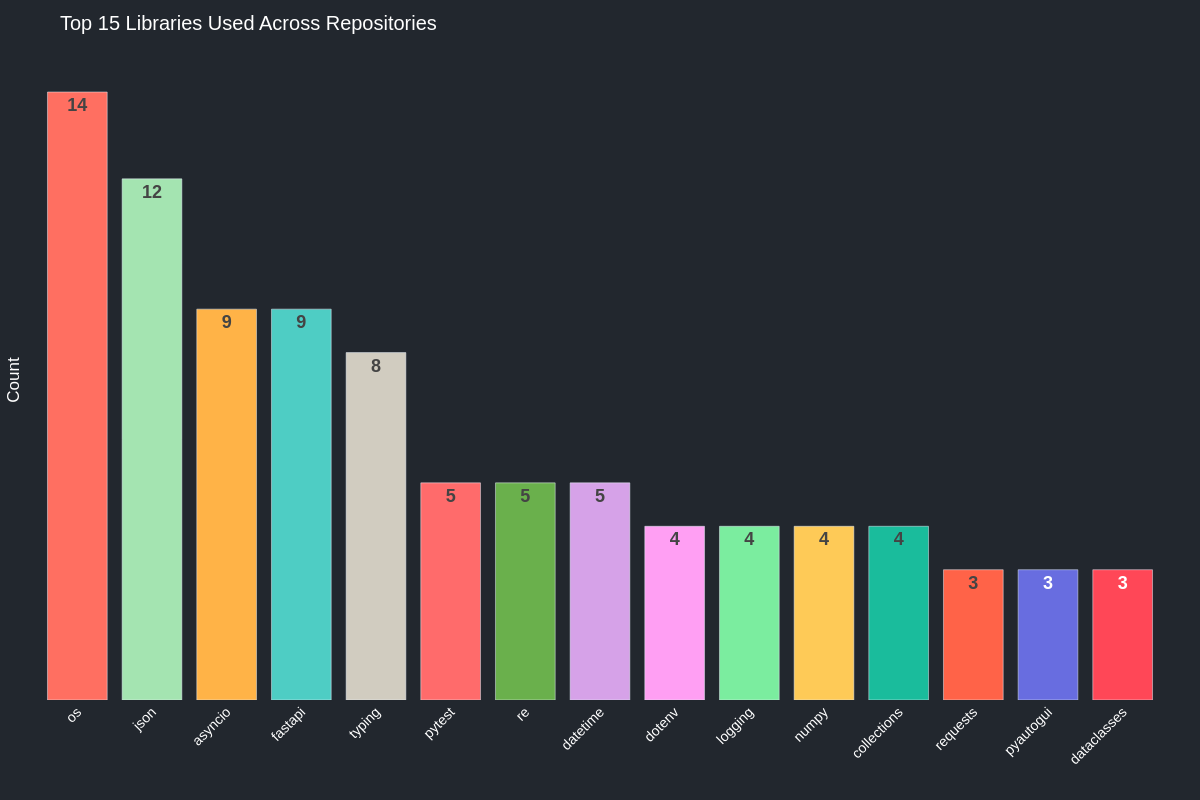 Top 15 Libraries Used Across Repositories
Count
14
12
9
9
8
5
5
5
4
4
4
4
3
3
3
os
json
asyncio
fastapi
typing
pytest
re
datetime
dotenv
logging
numpy
collections
requests
pyautogui
dataclasses